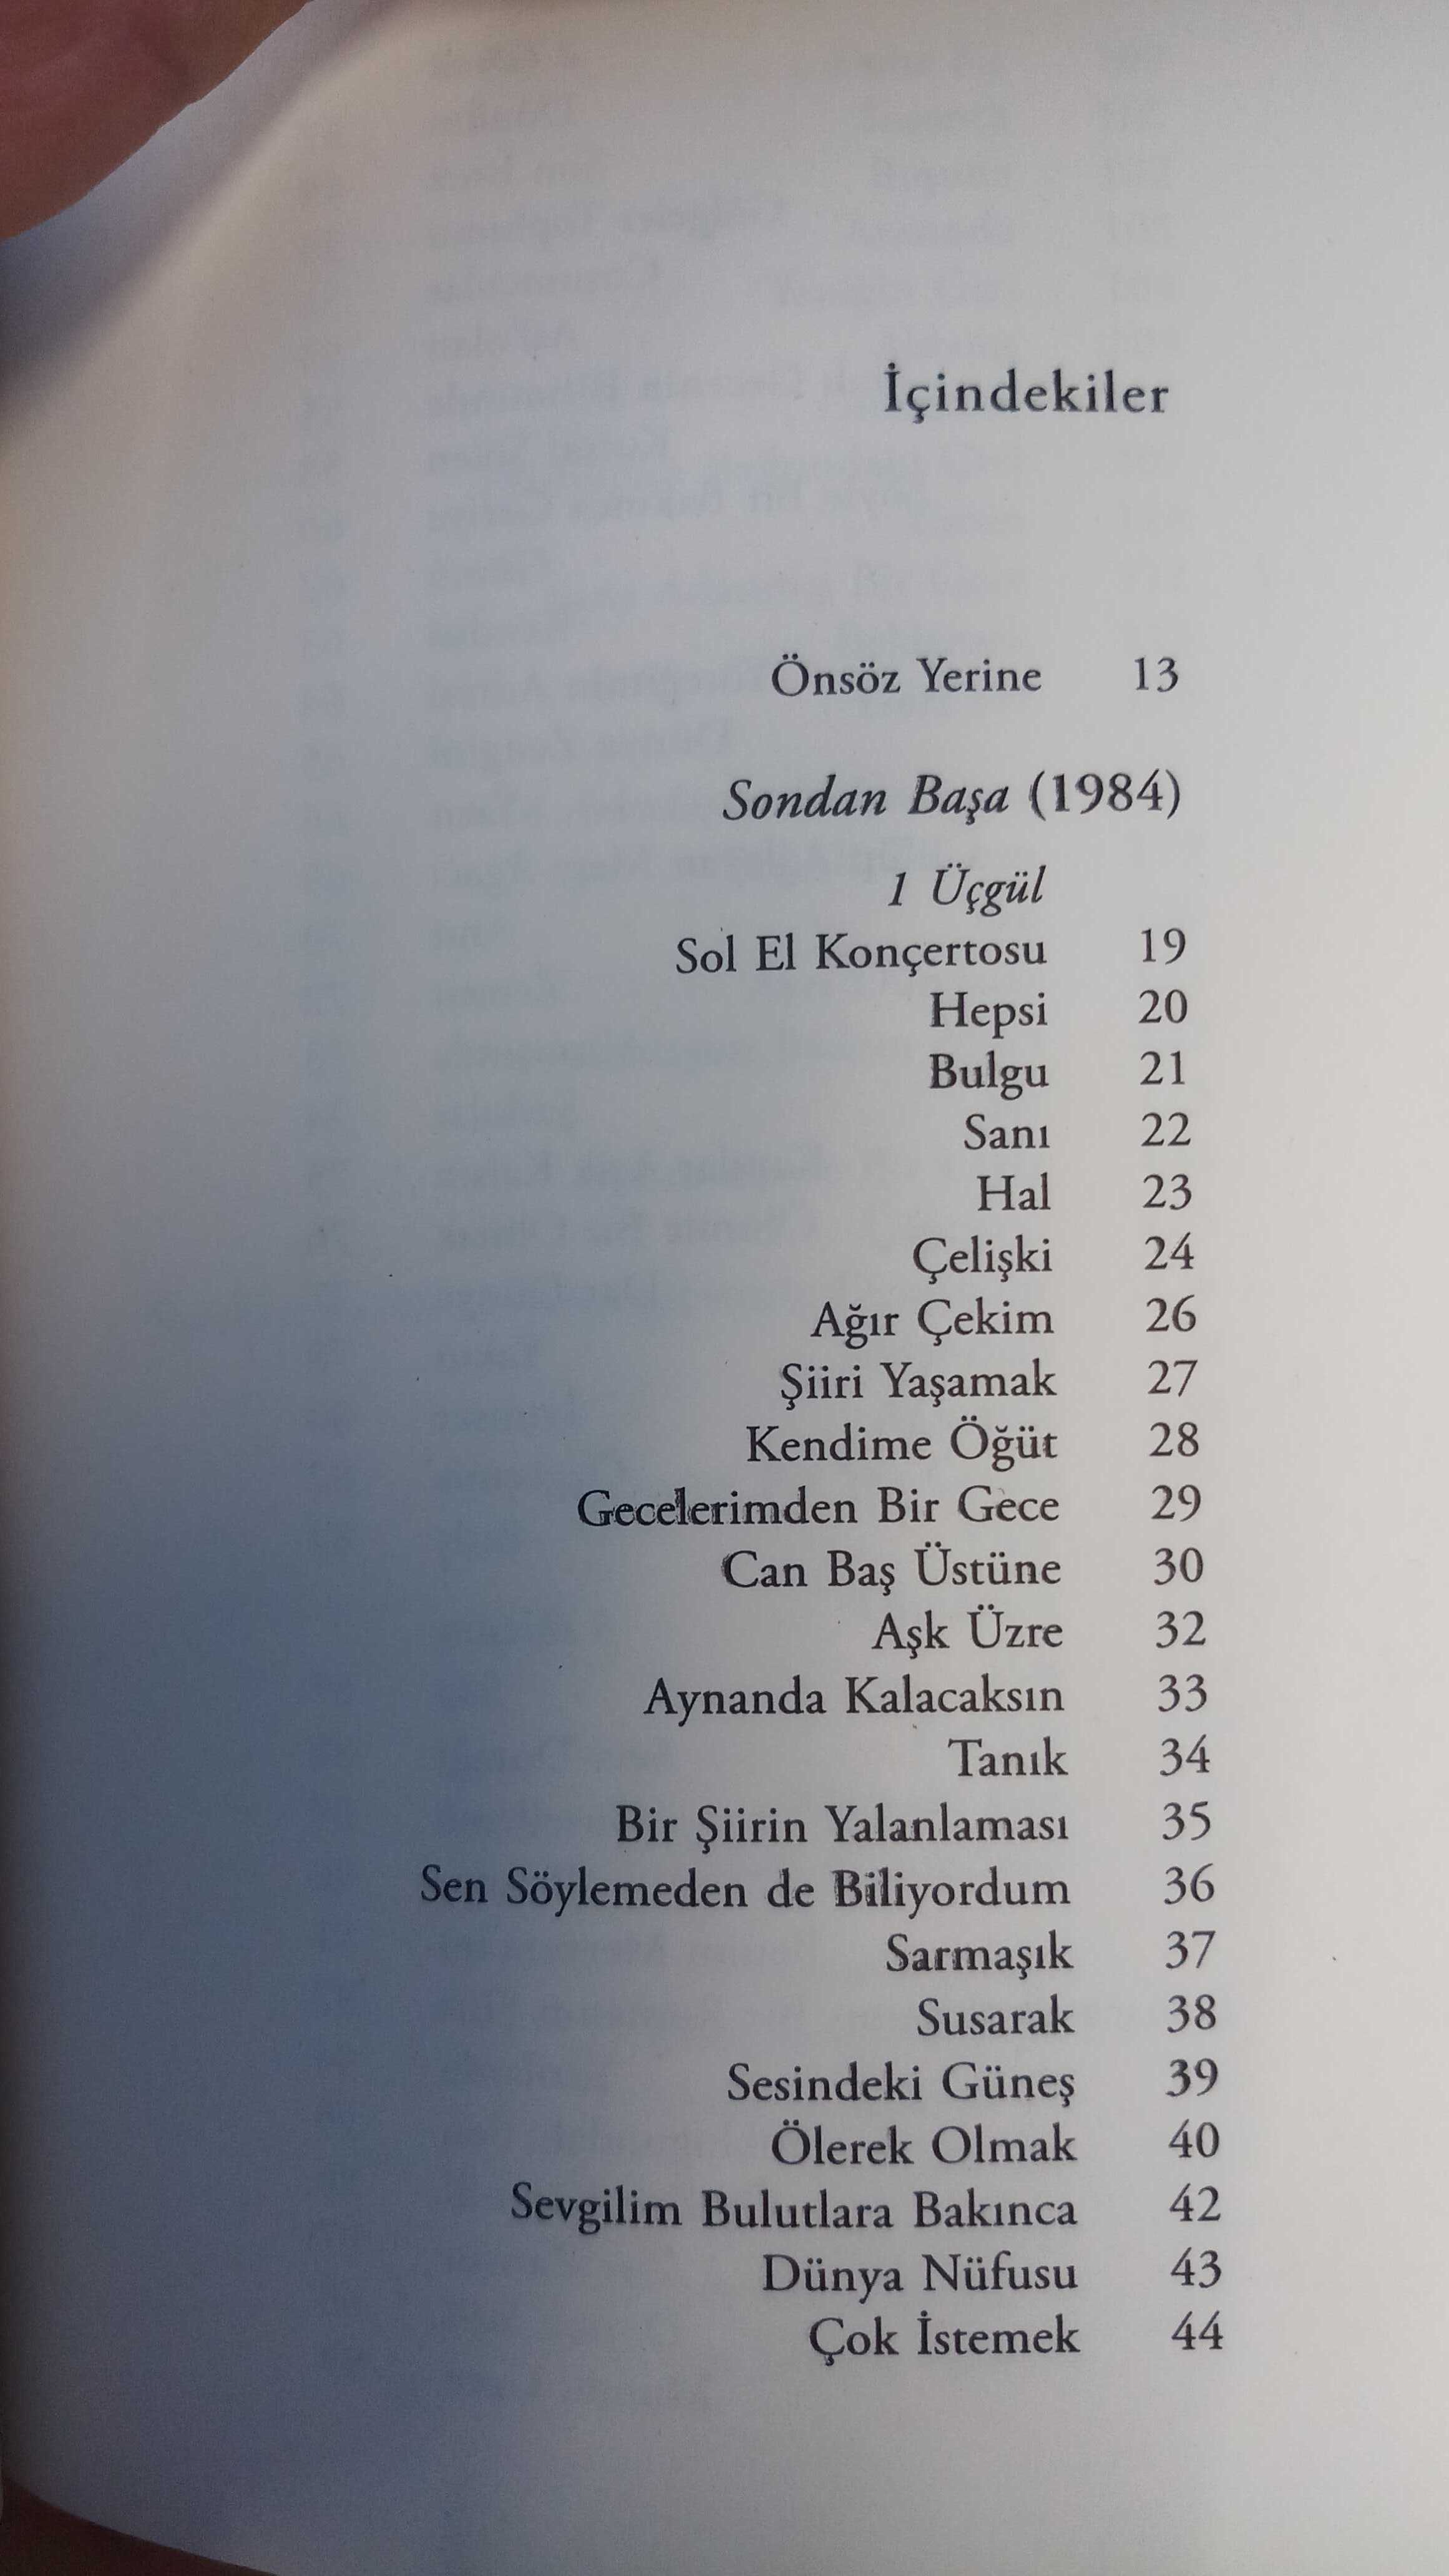 İçindekiler
Önsöz Yerine 13
Sondan Başa (1984)
1 Üçgül
Sol El Konçertosu 19
Hepsi 20
Bulgu 21
Sanı 22
Hal 23
Çelişki 24
Ağır Çekim 26
Şiiri Yaşamak 27
Kendime Öğüt 28
Gecelerimden Bir Gece 29
Can Baş Üstüne 30
Aşk Üzre 32
Aynanda Kalacaksın 33
Tanık 34
Bir Şiirin Yalanlaması 35
Sen Söylemeden de Biliyordum 36
Sarmaşık 37
Susarak 38
Sesindeki Güneş 39
Ölerek Olmak 40
Sevgilim Bulutlara Bakınca 42
Dünya Nüfusu 43
Çok İstemek 44